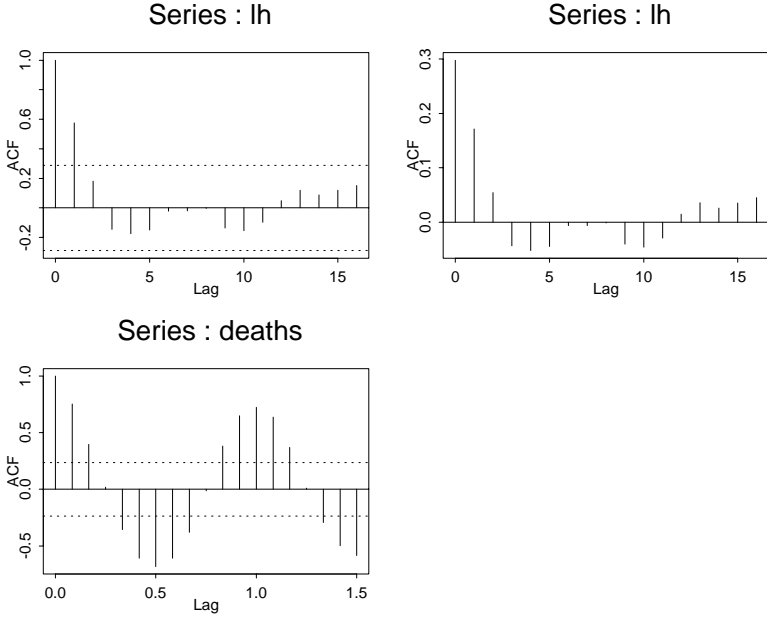 Series : lh
ACF
-0.2 0.2 0.6 1.0
0 5 10 15
Lag
Series : lh
ACF
0.0 0.1 0.2 0.3
0 5 10 15
Lag
Series : deaths
ACF
-0.5 0.0 0.5 1.0
0.0 0.5 1.0 1.5
Lag